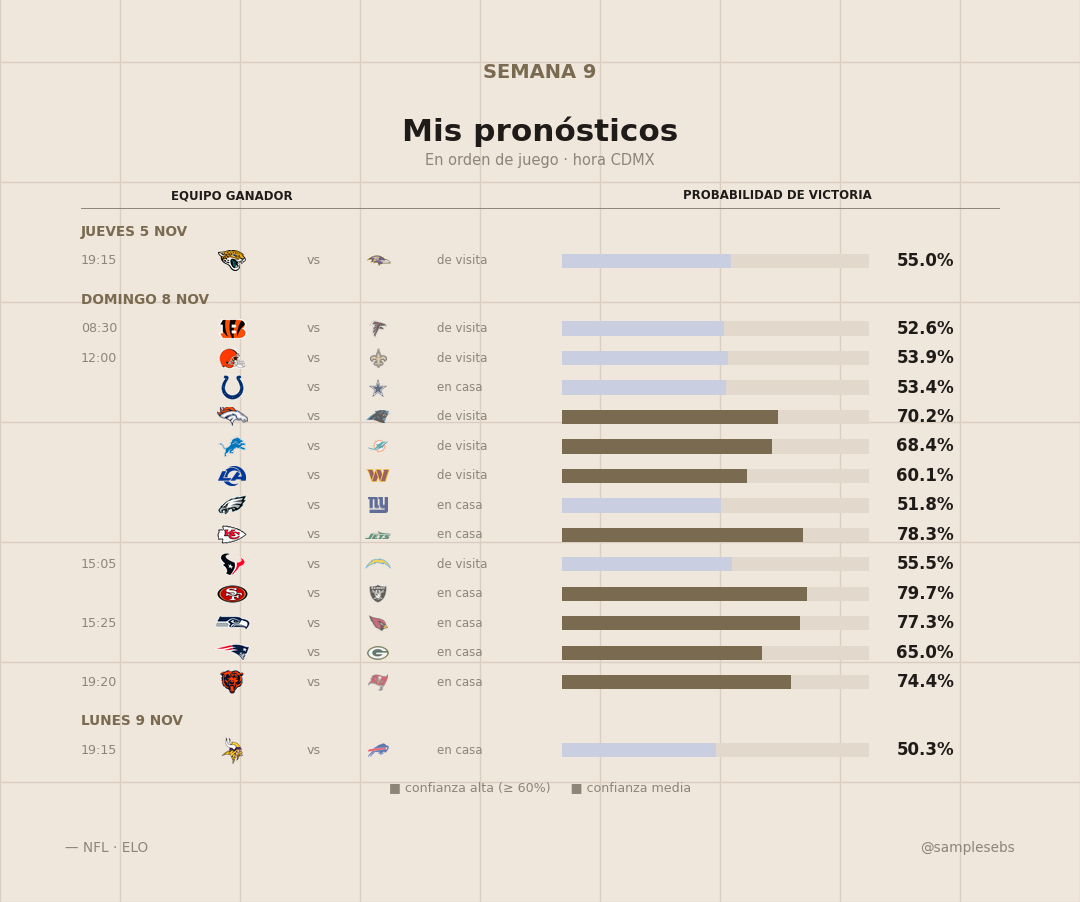 SEMANA 9
Mis pronósticos
En orden de juego · hora CDMX
EQUIPO GANADOR PROBABILIDAD DE VICTORIA
JUEVES 5 NOV
19:15 vs de visita 55.0%
DOMINGO 8 NOV
08:30 vs de visita 52.6%
12:00 vs de visita 53.9%
vs en casa 53.4%
vs de visita 70.2%
vs de visita 68.4%
LA vs W de visita 60.1%
vs ny en casa 51.8%
KC vs JETS en casa 78.3%
15:05 vs de visita 55.5%
SF vs en casa 79.7%
15:25 vs en casa 77.3%
vs G en casa 65.0%
19:20 vs en casa 74.4%
LUNES 9 NOV
19:15 vs en casa 50.3%
■ confianza alta (≥ 60%) ■ confianza media
— NFL · ELO @samplesebs